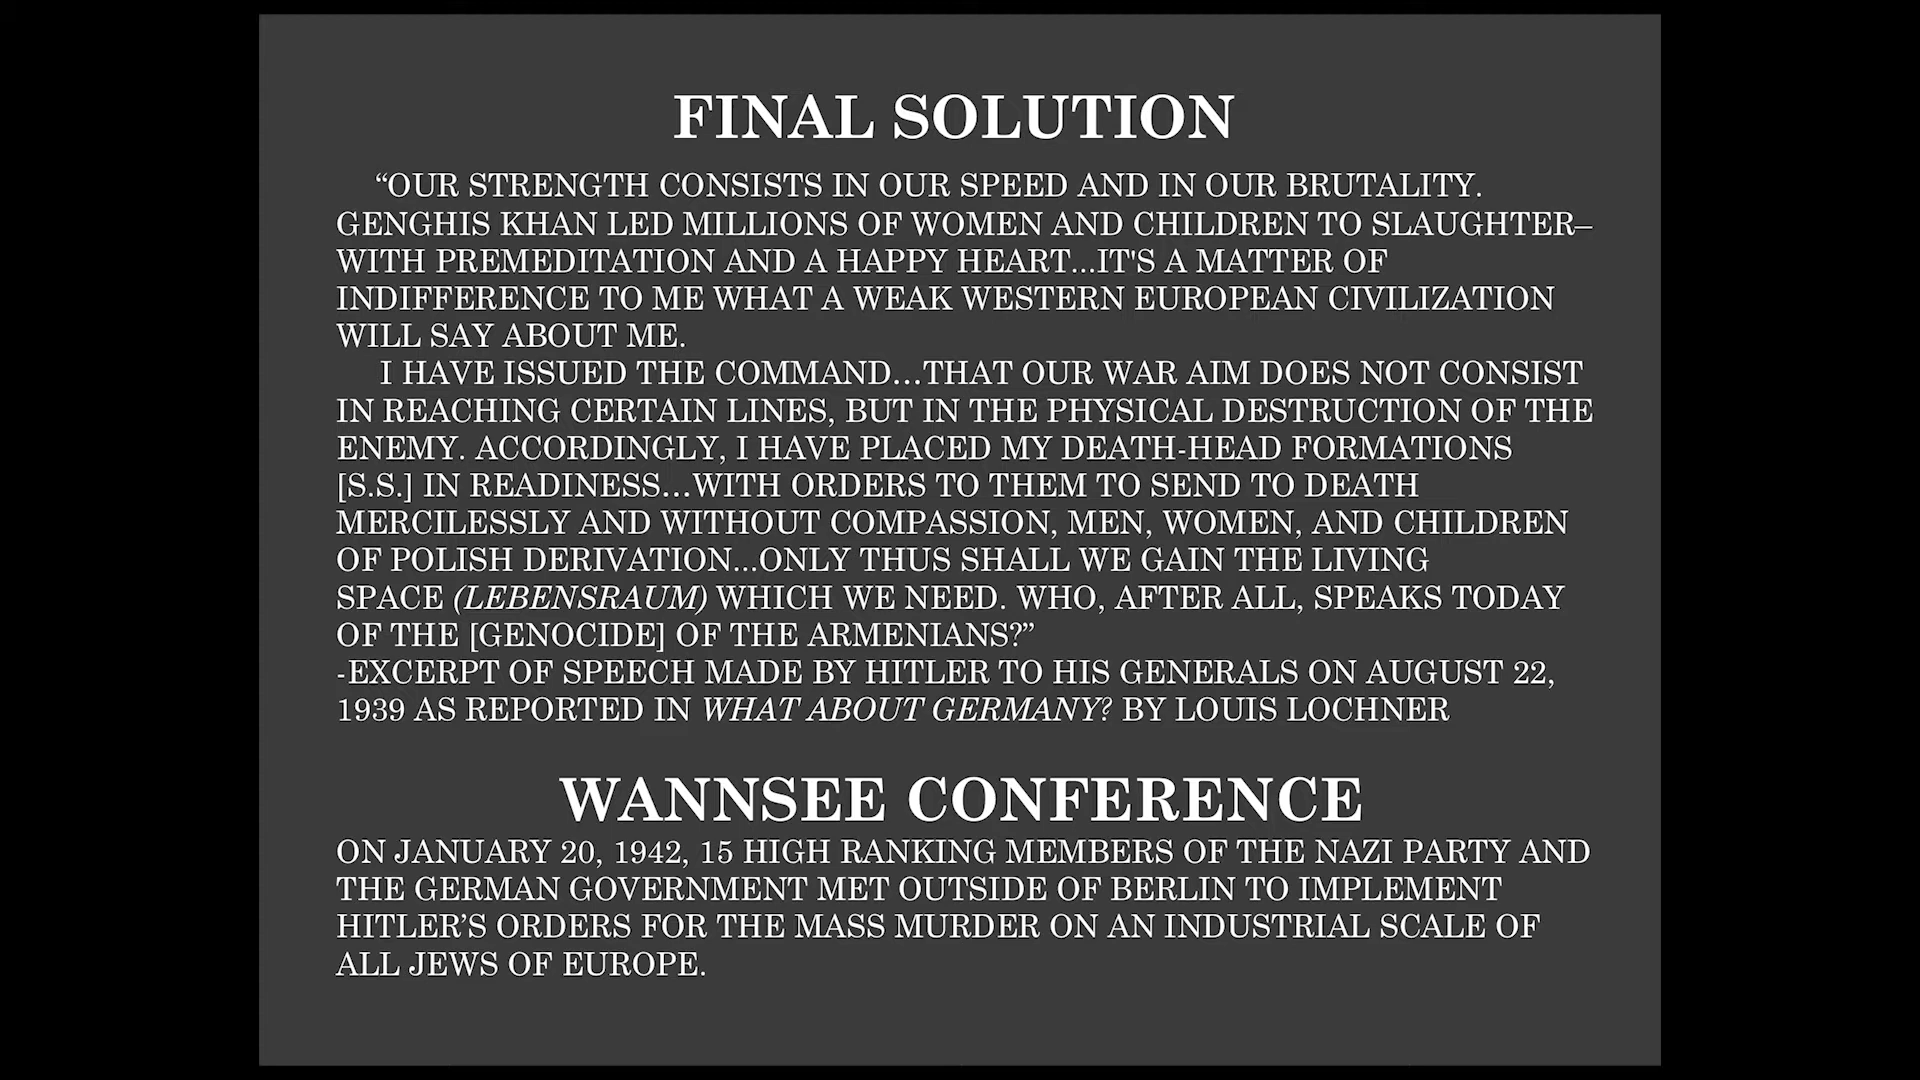 FINAL SOLUTION
“OUR STRENGTH CONSISTS IN OUR SPEED AND IN OUR BRUTALITY.
GENGHIS KHAN LED MILLIONS OF WOMEN AND CHILDREN TO SLAUGHTER–
WITH PREMEDITATION AND A HAPPY HEART...IT'S A MATTER OF
INDIFFERENCE TO ME WHAT A WEAK WESTERN EUROPEAN CIVILIZATION
WILL SAY ABOUT ME.
I HAVE ISSUED THE COMMAND…THAT OUR WAR AIM DOES NOT CONSIST
IN REACHING CERTAIN LINES, BUT IN THE PHYSICAL DESTRUCTION OF THE
ENEMY. ACCORDINGLY, I HAVE PLACED MY DEATH-HEAD FORMATIONS
[S.S.] IN READINESS…WITH ORDERS TO THEM TO SEND TO DEATH
MERCILESSLY AND WITHOUT COMPASSION, MEN, WOMEN, AND CHILDREN
OF POLISH DERIVATION...ONLY THUS SHALL WE GAIN THE LIVING
SPACE (LEBENSRAUM) WHICH WE NEED. WHO, AFTER ALL, SPEAKS TODAY
OF THE [GENOCIDE] OF THE ARMENIANS?”
-EXCERPT OF SPEECH MADE BY HITLER TO HIS GENERALS ON AUGUST 22,
1939 AS REPORTED IN WHAT ABOUT GERMANY? BY LOUIS LOCHNER
WANNSEE CONFERENCE
ON JANUARY 20, 1942, 15 HIGH RANKING MEMBERS OF THE NAZI PARTY AND
THE GERMAN GOVERNMENT MET OUTSIDE OF BERLIN TO IMPLEMENT
HITLER’S ORDERS FOR THE MASS MURDER ON AN INDUSTRIAL SCALE OF
ALL JEWS OF EUROPE.